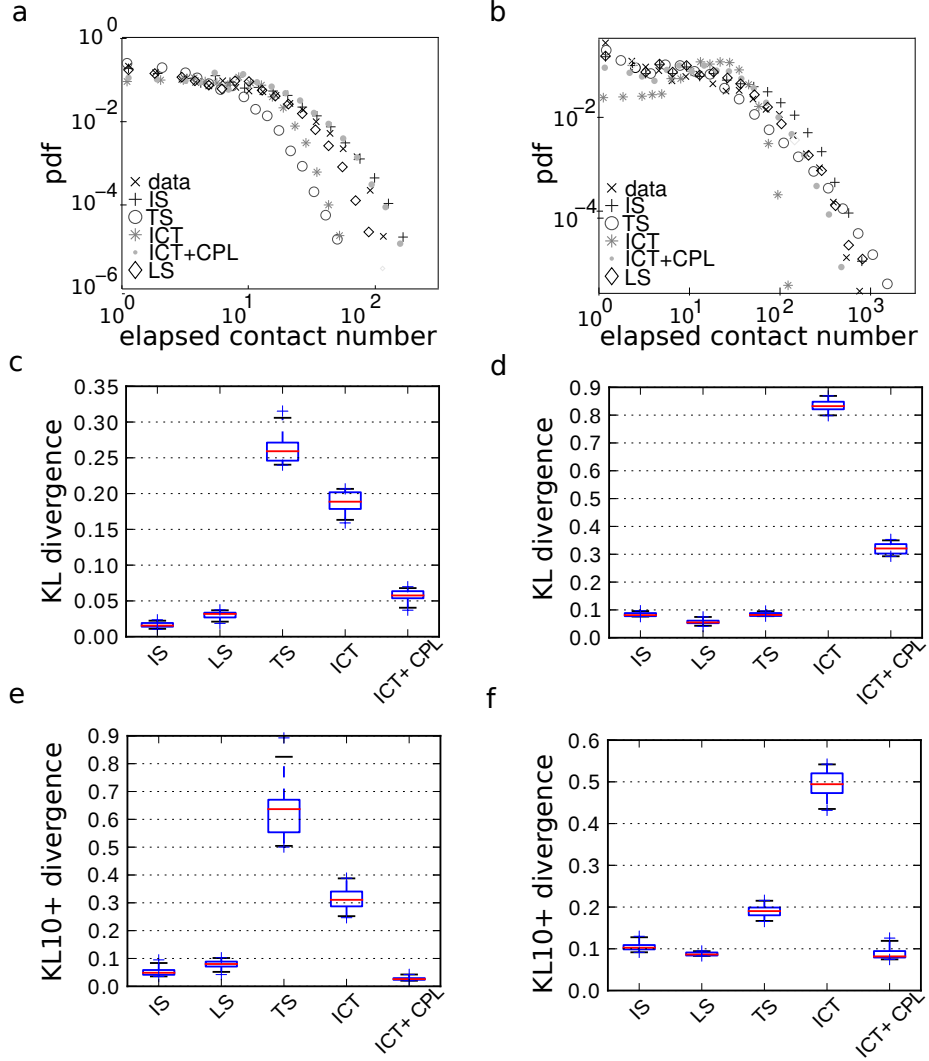 a
10^0
10^-2
10^-4
10^-6
pdf
× data
+ IS
○ TS
✳ ICT
• ICT+CPL
◇ LS
10^0 10^1 10^2
elapsed contact number
b
10^-2
10^-4
pdf
× data
+ IS
○ TS
✳ ICT
• ICT+CPL
◇ LS
10^0 10^1 10^2 10^3
elapsed contact number
c
0.35
0.30
0.25
0.20
0.15
0.10
0.05
0.00
KL divergence
IS LS TS ICT ICT+ CPL
d
0.9
0.8
0.7
0.6
0.5
0.4
0.3
0.2
0.1
0.0
KL divergence
IS LS TS ICT ICT+ CPL
e
0.9
0.8
0.7
0.6
0.5
0.4
0.3
0.2
0.1
0.0
KL10+ divergence
IS LS TS ICT ICT+ CPL
f
0.6
0.5
0.4
0.3
0.2
0.1
0.0
KL10+ divergence
IS LS TS ICT ICT+ CPL